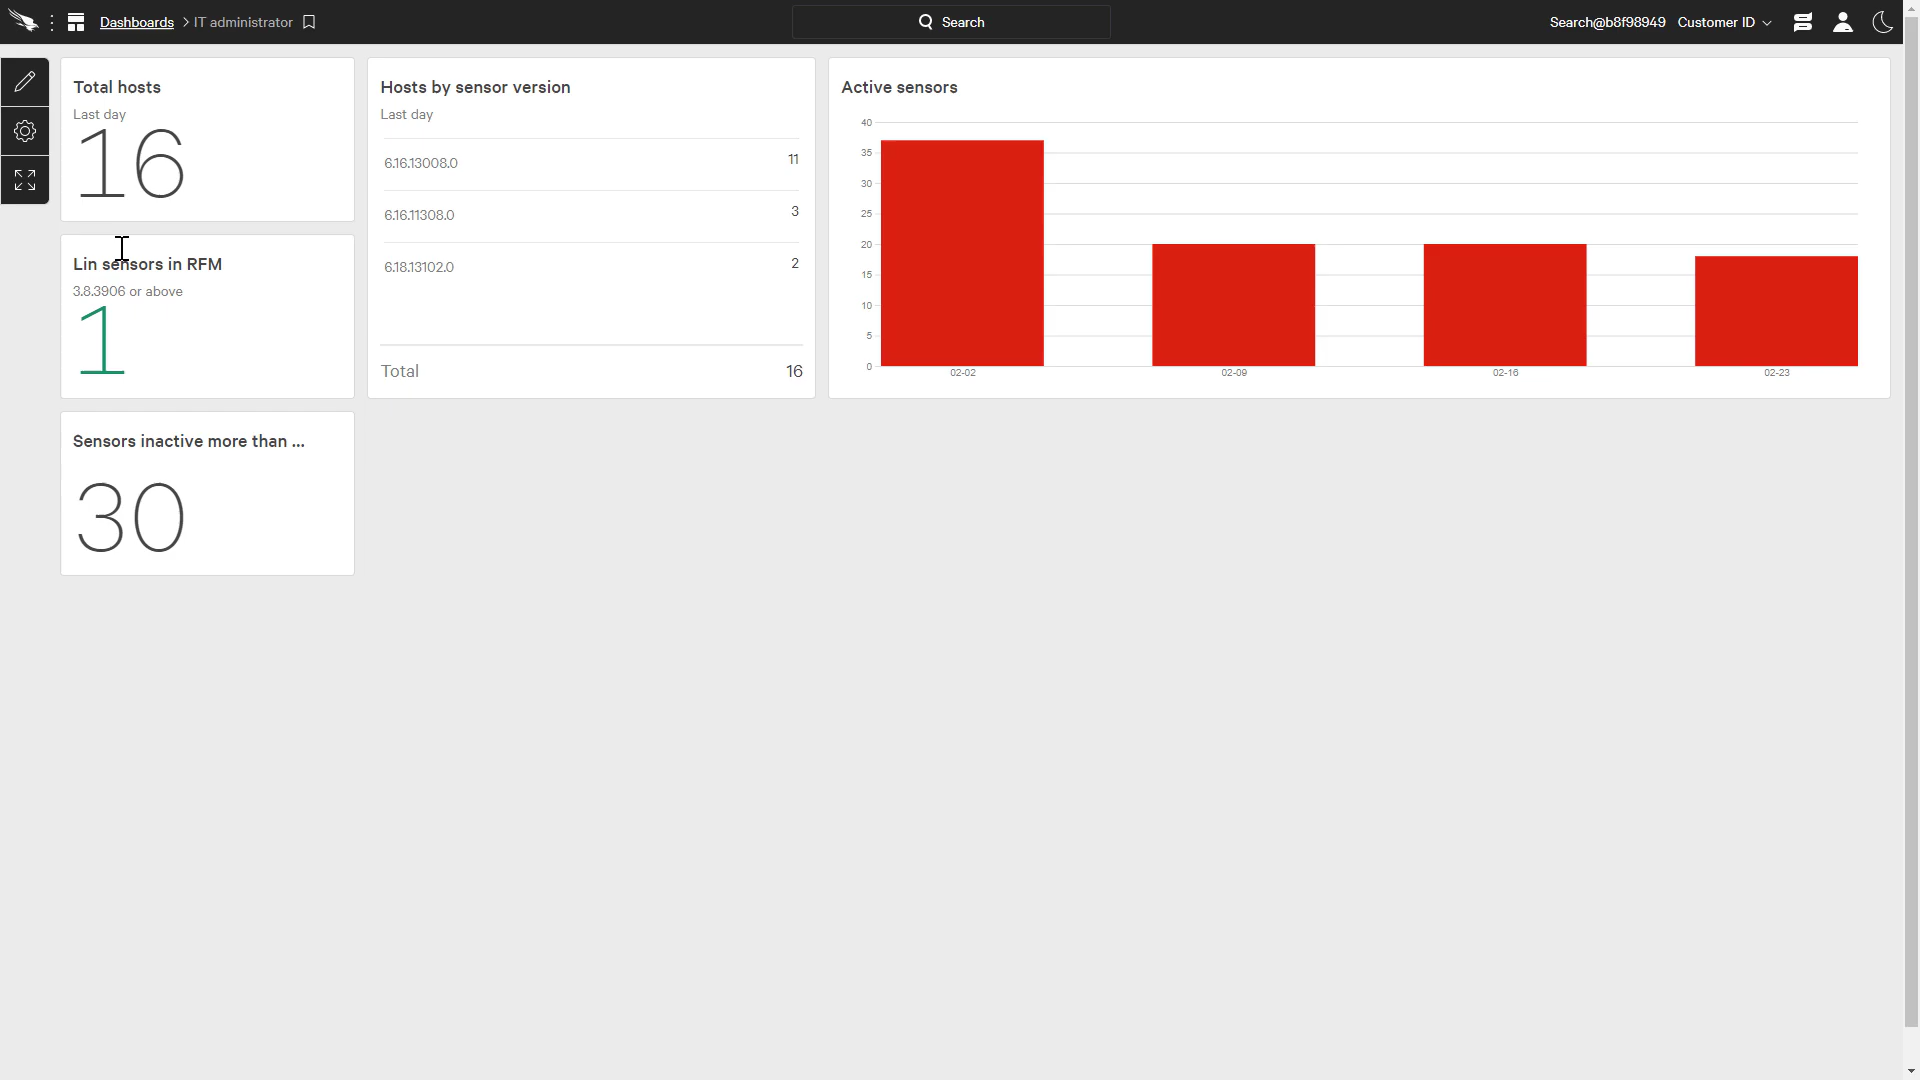 Dashboards > IT administrator
Search
Search@b8f98949 Customer ID
Total hosts
Last day
16
Lin sensors in RFM
3.8.3906 or above
1
Sensors inactive more than ...
30
Hosts by sensor version
Last day
6.16.13008.0 11
6.16.11308.0 3
6.18.13102.0 2
Total 16
Active sensors
40
35
30
25
20
15
10
5
0
02-02 02-09 02-16 02-23